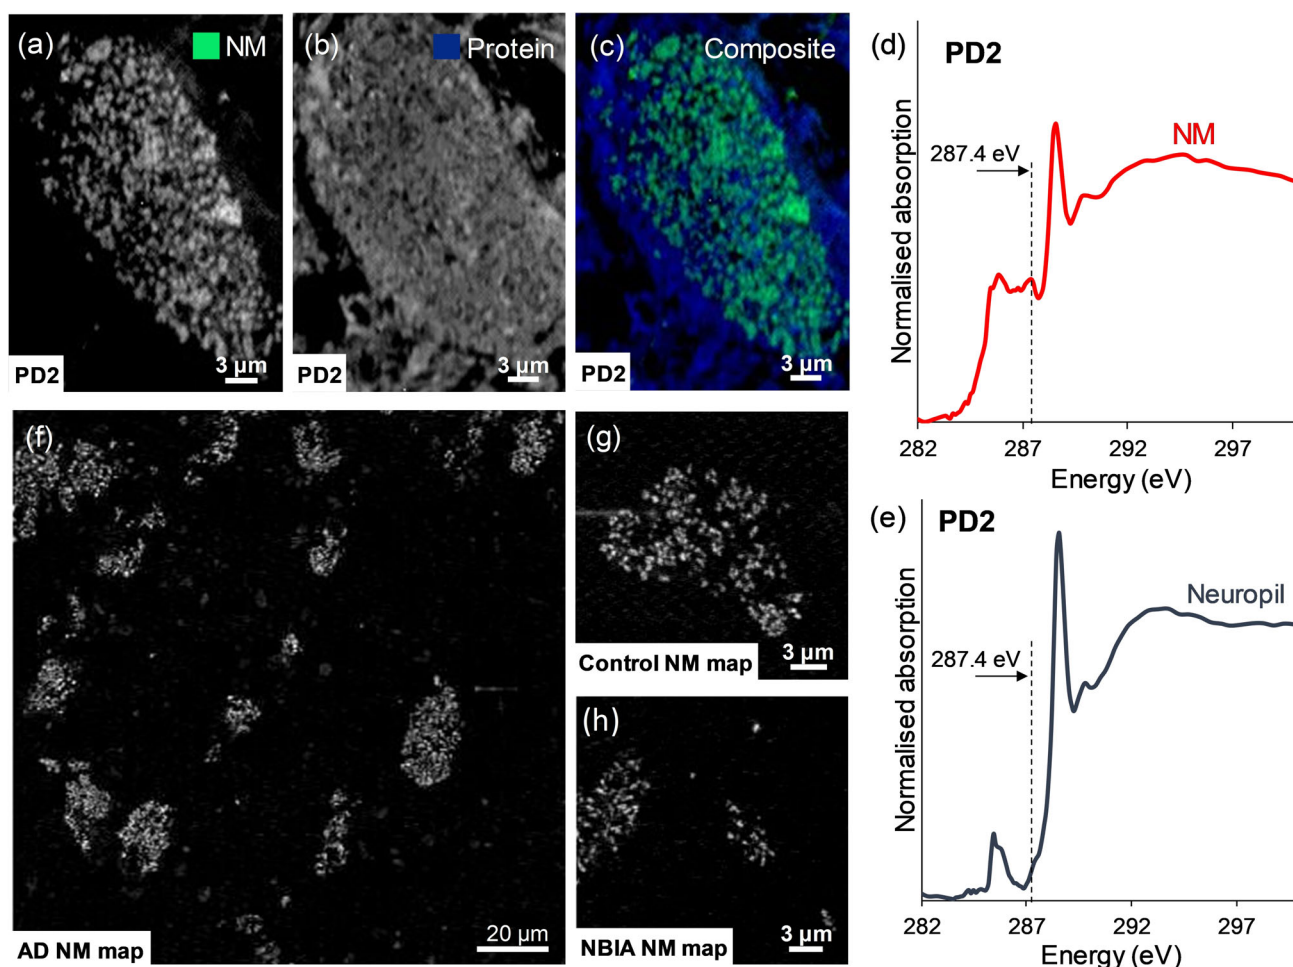 (a) NM
3 µm
PD2
(b) Protein
3 µm
PD2
(c) Composite
3 µm
PD2
(d) PD2
NM
287.4 eV
Normalised absorption
282 287 292 297
Energy (eV)
(e) PD2
Neuropil
287.4 eV
Normalised absorption
282 287 292 297
Energy (eV)
(f)
20 µm
AD NM map
(g)
3 µm
Control NM map
(h)
3 µm
NBIA NM map